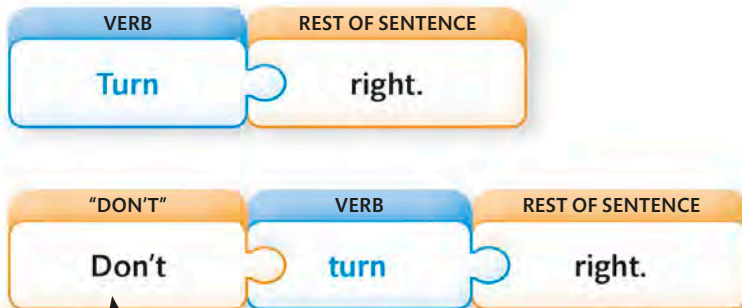 VERB REST OF SENTENCE
Turn right.
"DON'T" VERB REST OF SENTENCE
Don't turn right.